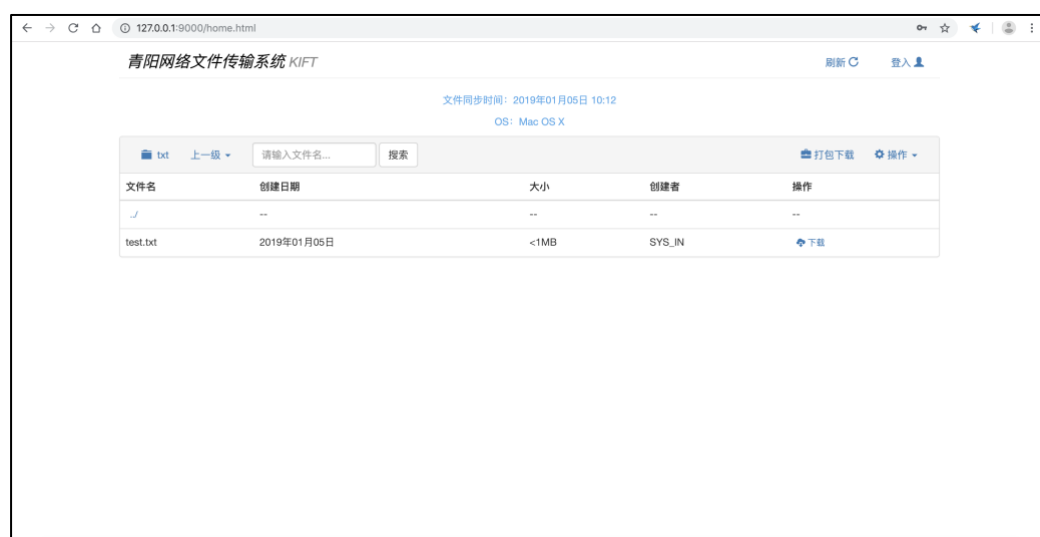 127.0.0.1:9000/home.html
青阳网络文件传输系统 KIFT 刷新 登入
文件同步时间：2019年01月05日 10:12
OS：Mac OS X
txt 上一级 请输入文件名... 搜索 打包下载 操作
文件名 创建日期 大小 创建者 操作
../ -- -- -- --
test.txt 2019年01月05日 <1MB SYS_IN 下载